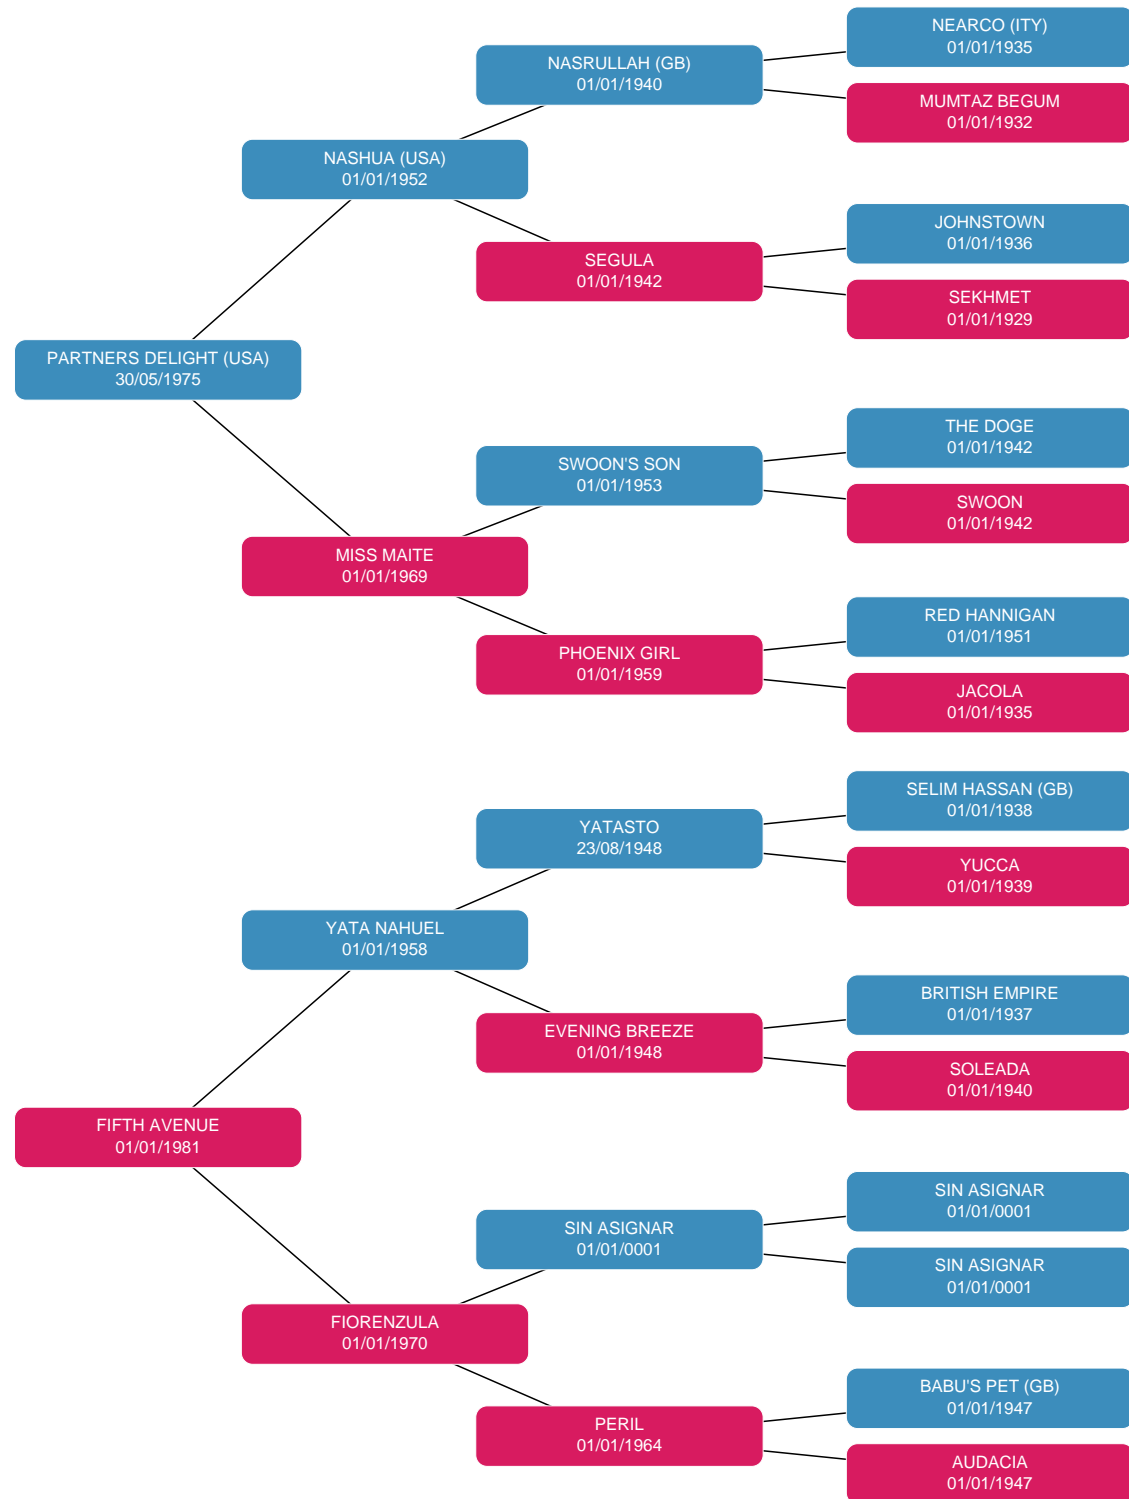 NEARCO (ITY)
01/01/1935
NASRULLAH (GB)
01/01/1940
MUMTAZ BEGUM
01/01/1932
NASHUA (USA)
01/01/1952
JOHNSTOWN
01/01/1936
SEGULA
01/01/1942
SEKHMET
01/01/1929
PARTNERS DELIGHT (USA)
30/05/1975
THE DOGE
01/01/1942
SWOON'S SON
01/01/1953
SWOON
01/01/1942
MISS MAITE
01/01/1969
RED HANNIGAN
01/01/1951
PHOENIX GIRL
01/01/1959
JACOLA
01/01/1935
SELIM HASSAN (GB)
01/01/1938
YATASTO
23/08/1948
YUCCA
01/01/1939
YATA NAHUEL
01/01/1958
BRITISH EMPIRE
01/01/1937
EVENING BREEZE
01/01/1948
SOLEADA
01/01/1940
FIFTH AVENUE
01/01/1981
SIN ASIGNAR
01/01/0001
SIN ASIGNAR
01/01/0001
SIN ASIGNAR
01/01/0001
FIORENZULA
01/01/1970
BABU'S PET (GB)
01/01/1947
PERIL
01/01/1964
AUDACIA
01/01/1947